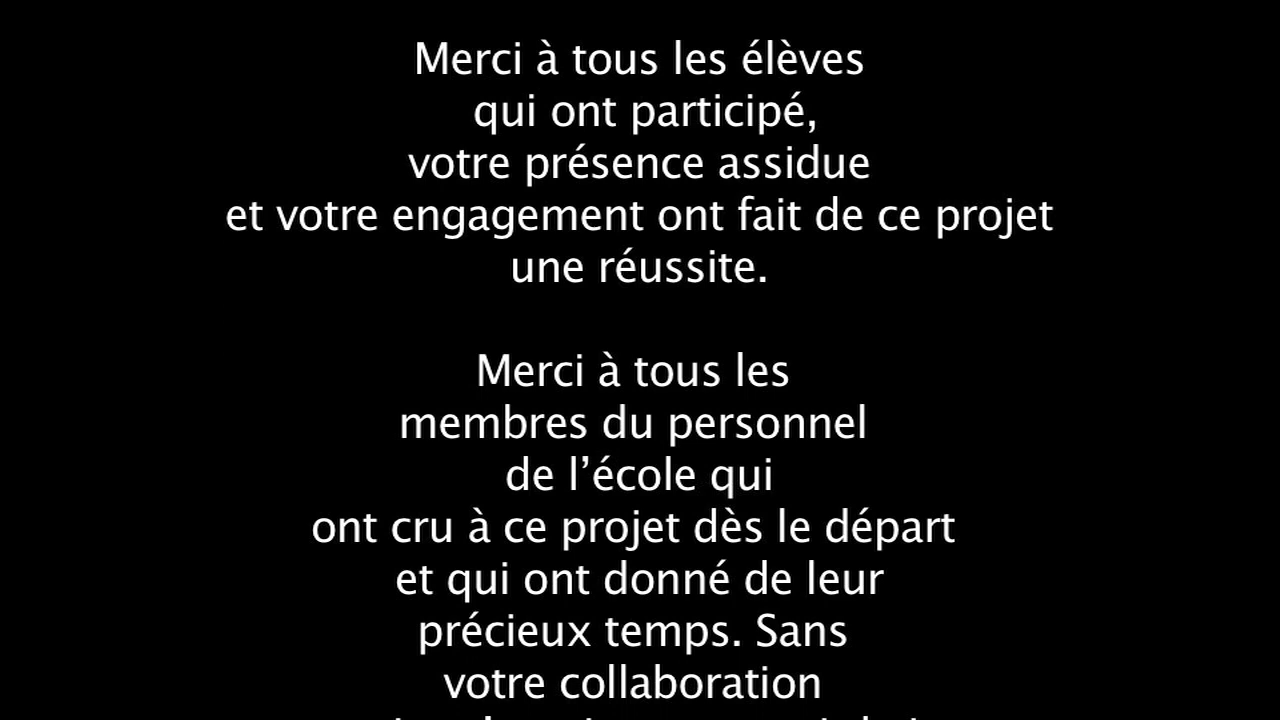 Merci à tous les élèves
qui ont participé,
votre présence assidue
et votre engagement ont fait de ce projet
une réussite.
Merci à tous les
membres du personnel
de l’école qui
ont cru à ce projet dès le départ
et qui ont donné de leur
précieux temps. Sans
votre collaboration